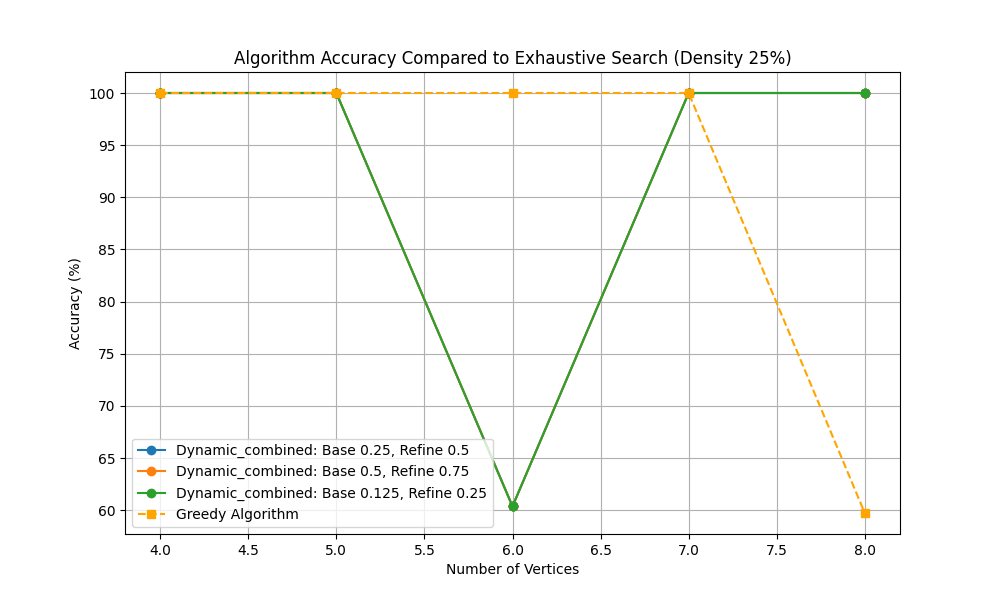 Algorithm Accuracy Compared to Exhaustive Search (Density 25%)
100
95
90
85
80
75
70
65
60
Accuracy (%)
Dynamic_combined: Base 0.25, Refine 0.5
Dynamic_combined: Base 0.5, Refine 0.75
Dynamic_combined: Base 0.125, Refine 0.25
Greedy Algorithm
4.0 4.5 5.0 5.5 6.0 6.5 7.0 7.5 8.0
Number of Vertices